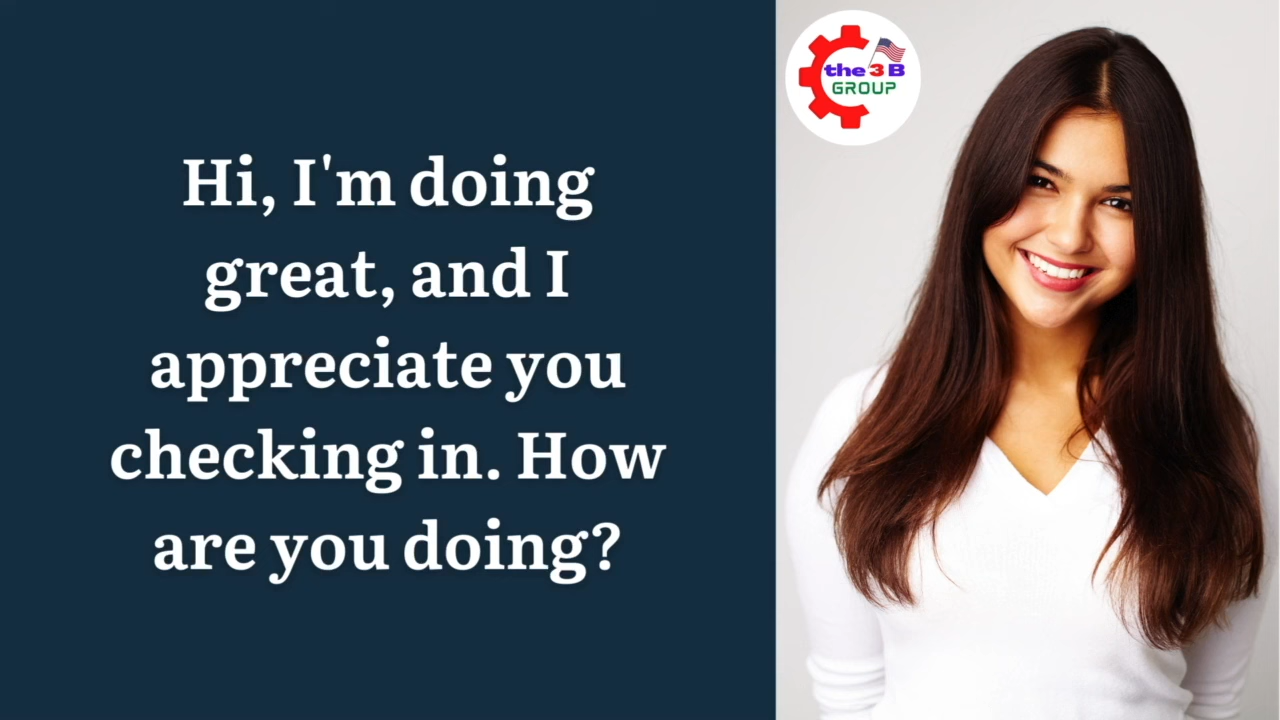 Hi, I'm doing
great, and I
appreciate you
checking in. How
are you doing?
the 3 B
GROUP